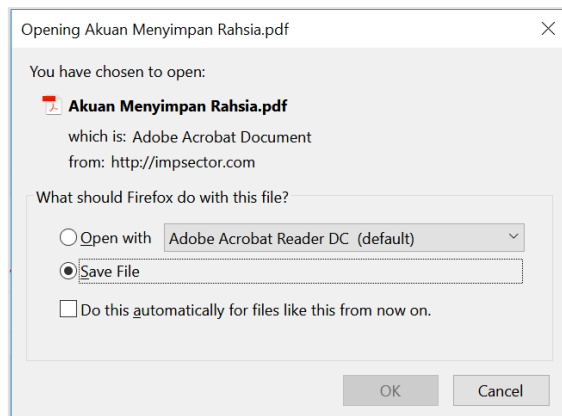 Opening Akuan Menyimpan Rahsia.pdf
You have chosen to open:
Akuan Menyimpan Rahsia.pdf
which is: Adobe Acrobat Document
from: http://impsector.com
What should Firefox do with this file?
Open with Adobe Acrobat Reader DC (default)
Save File
Do this automatically for files like this from now on.
OK Cancel